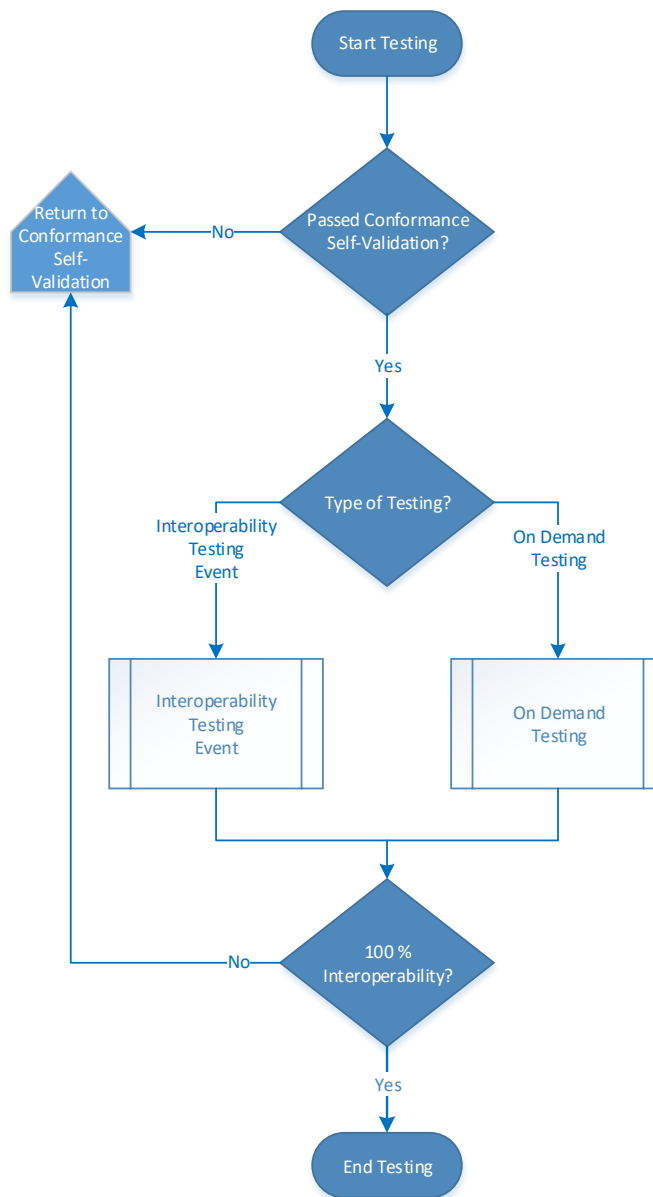 Start Testing
Passed Conformance
Self-Validation?
No
Return to
Conformance
Self-
Validation
Yes
Type of Testing?
Interoperability
Testing
Event
On Demand
Testing
Interoperability
Testing
Event
On Demand
Testing
100 %
Interoperability?
No
Yes
End Testing